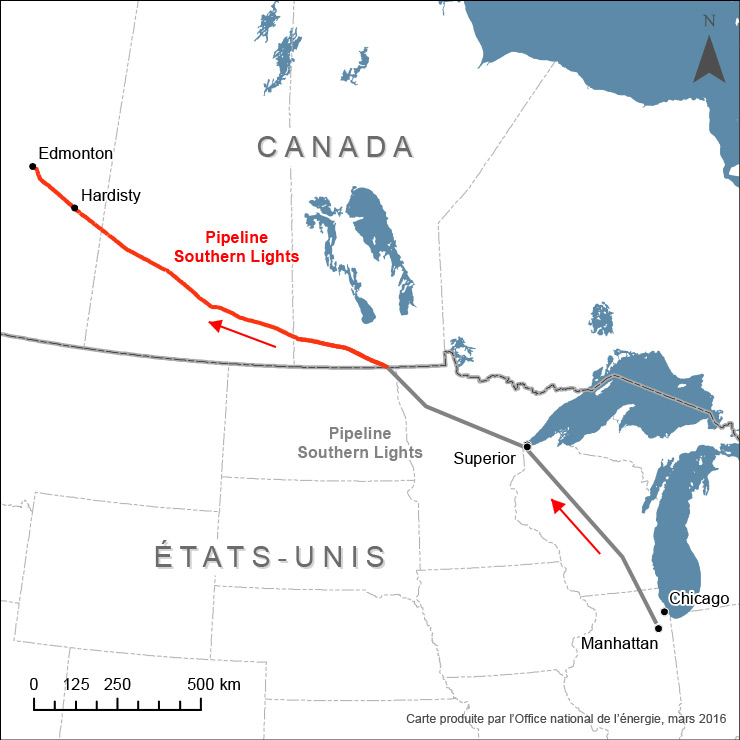 N
CANADA
Edmonton
Hardisty
Pipeline
Southern Lights
Pipeline
Southern Lights
Superior
ÉTATS-UNIS
Chicago
Manhattan
0 125 250 500 km
Carte produite par l’Office national de l’énergie, mars 2016